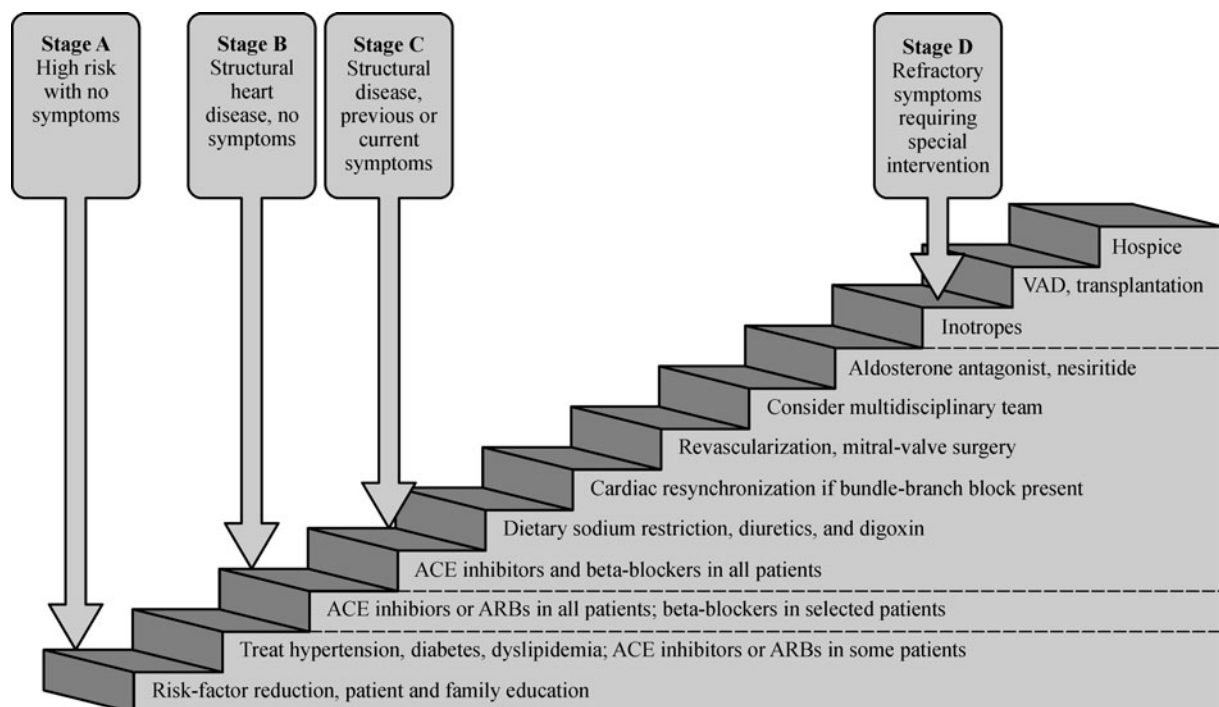 Stage A
High risk
with no
symptoms
Stage B
Structural
heart
disease, no
symptoms
Stage C
Structural
disease,
previous or
current
symptoms
Stage D
Refractory
symptoms
requiring
special
intervention
Hospice
VAD, transplantation
Inotropes
Aldosterone antagonist, nesiritide
Consider multidisciplinary team
Revascularization, mitral-valve surgery
Cardiac resynchronization if bundle-branch block present
Dietary sodium restriction, diuretics, and digoxin
ACE inhibitors and beta-blockers in all patients
ACE inhibiors or ARBs in all patients; beta-blockers in selected patients
Treat hypertension, diabetes, dyslipidemia; ACE inhibitors or ARBs in some patients
Risk-factor reduction, patient and family education